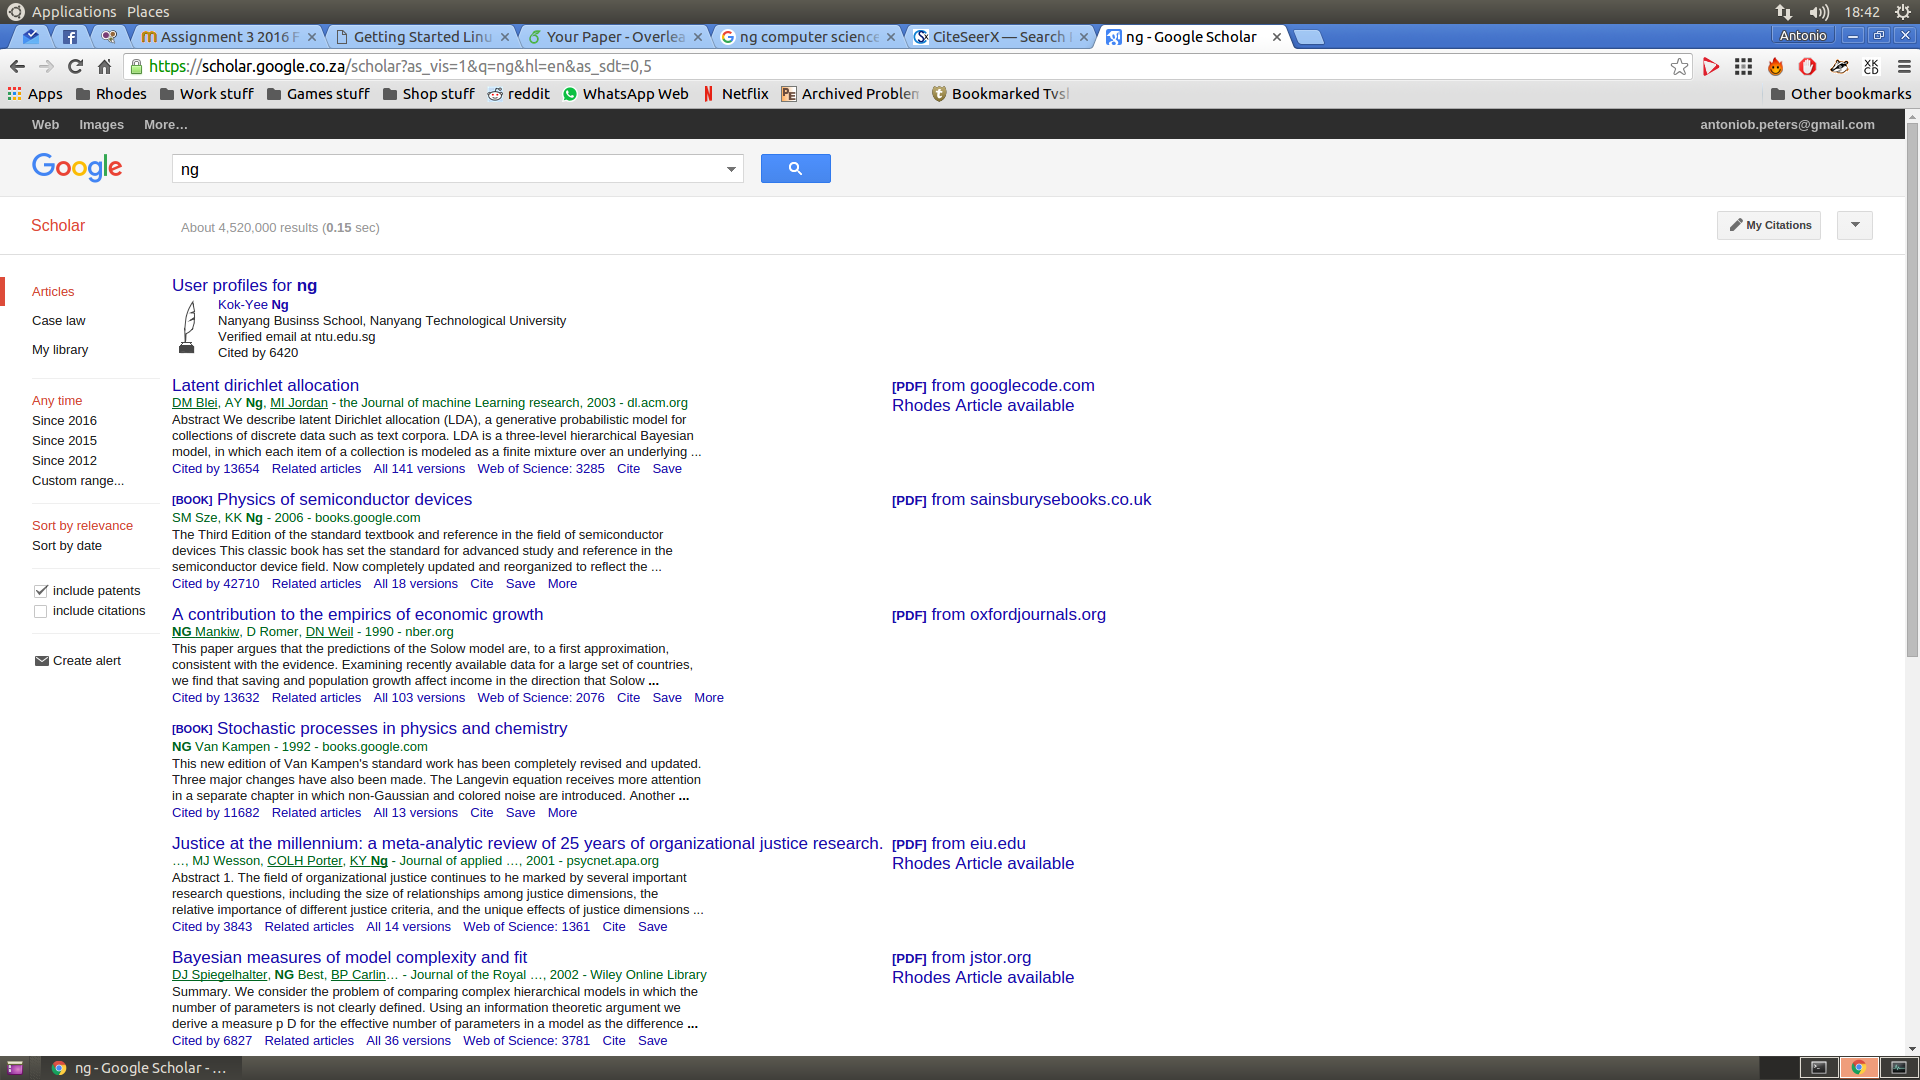 Applications Places 18:42
Assignment 3 2016 F Getting Started Linu Your Paper - Overlea ng computer science CiteSeerX — Search ng - Google Scholar Antonio
https://scholar.google.co.za/scholar?as_vis=1&q=ng&hl=en&as_sdt=0,5
Apps Rhodes Work stuff Games stuff Shop stuff reddit WhatsApp Web Netflix Archived Problem Bookmarked Tvsh Other bookmarks
Web Images More… antoniob.peters@gmail.com
Google ng
Scholar About 4,520,000 results (0.15 sec) My Citations
Articles
Case law
My library
Any time
Since 2016
Since 2015
Since 2012
Custom range...
Sort by relevance
Sort by date
include patents
include citations
Create alert
User profiles for ng
Kok-Yee Ng
Nanyang Businss School, Nanyang Technological University
Verified email at ntu.edu.sg
Cited by 6420
Latent dirichlet allocation
DM Blei, AY Ng, MI Jordan - the Journal of machine Learning research, 2003 - dl.acm.org
Abstract We describe latent Dirichlet allocation (LDA), a generative probabilistic model for
collections of discrete data such as text corpora. LDA is a three-level hierarchical Bayesian
model, in which each item of a collection is modeled as a finite mixture over an underlying ...
Cited by 13654 Related articles All 141 versions Web of Science: 3285 Cite Save
[PDF] from googlecode.com
Rhodes Article available
[BOOK] Physics of semiconductor devices
SM Sze, KK Ng - 2006 - books.google.com
The Third Edition of the standard textbook and reference in the field of semiconductor
devices This classic book has set the standard for advanced study and reference in the
semiconductor device field. Now completely updated and reorganized to reflect the ...
Cited by 42710 Related articles All 18 versions Cite Save More
[PDF] from sainsburysebooks.co.uk
A contribution to the empirics of economic growth
NG Mankiw, D Romer, DN Weil - 1990 - nber.org
This paper argues that the predictions of the Solow model are, to a first approximation,
consistent with the evidence. Examining recently available data for a large set of countries,
we find that saving and population growth affect income in the direction that Solow ...
Cited by 13632 Related articles All 103 versions Web of Science: 2076 Cite Save More
[PDF] from oxfordjournals.org
[BOOK] Stochastic processes in physics and chemistry
NG Van Kampen - 1992 - books.google.com
This new edition of Van Kampen's standard work has been completely revised and updated.
Three major changes have also been made. The Langevin equation receives more attention
in a separate chapter in which non-Gaussian and colored noise are introduced. Another ...
Cited by 11682 Related articles All 13 versions Cite Save More
Justice at the millennium: a meta-analytic review of 25 years of organizational justice research.
…, MJ Wesson, COLH Porter, KY Ng - Journal of applied …, 2001 - psycnet.apa.org
Abstract 1. The field of organizational justice continues to he marked by several important
research questions, including the size of relationships among justice dimensions, the
relative importance of different justice criteria, and the unique effects of justice dimensions ...
Cited by 3843 Related articles All 14 versions Web of Science: 1361 Cite Save
[PDF] from eiu.edu
Rhodes Article available
Bayesian measures of model complexity and fit
DJ Spiegelhalter, NG Best, BP Carlin… - Journal of the Royal …, 2002 - Wiley Online Library
Summary. We consider the problem of comparing complex hierarchical models in which the
number of parameters is not clearly defined. Using an information theoretic argument we
derive a measure p D for the effective number of parameters in a model as the difference ...
Cited by 6827 Related articles All 36 versions Web of Science: 3781 Cite Save
[PDF] from jstor.org
Rhodes Article available
ng - Google Scholar - …